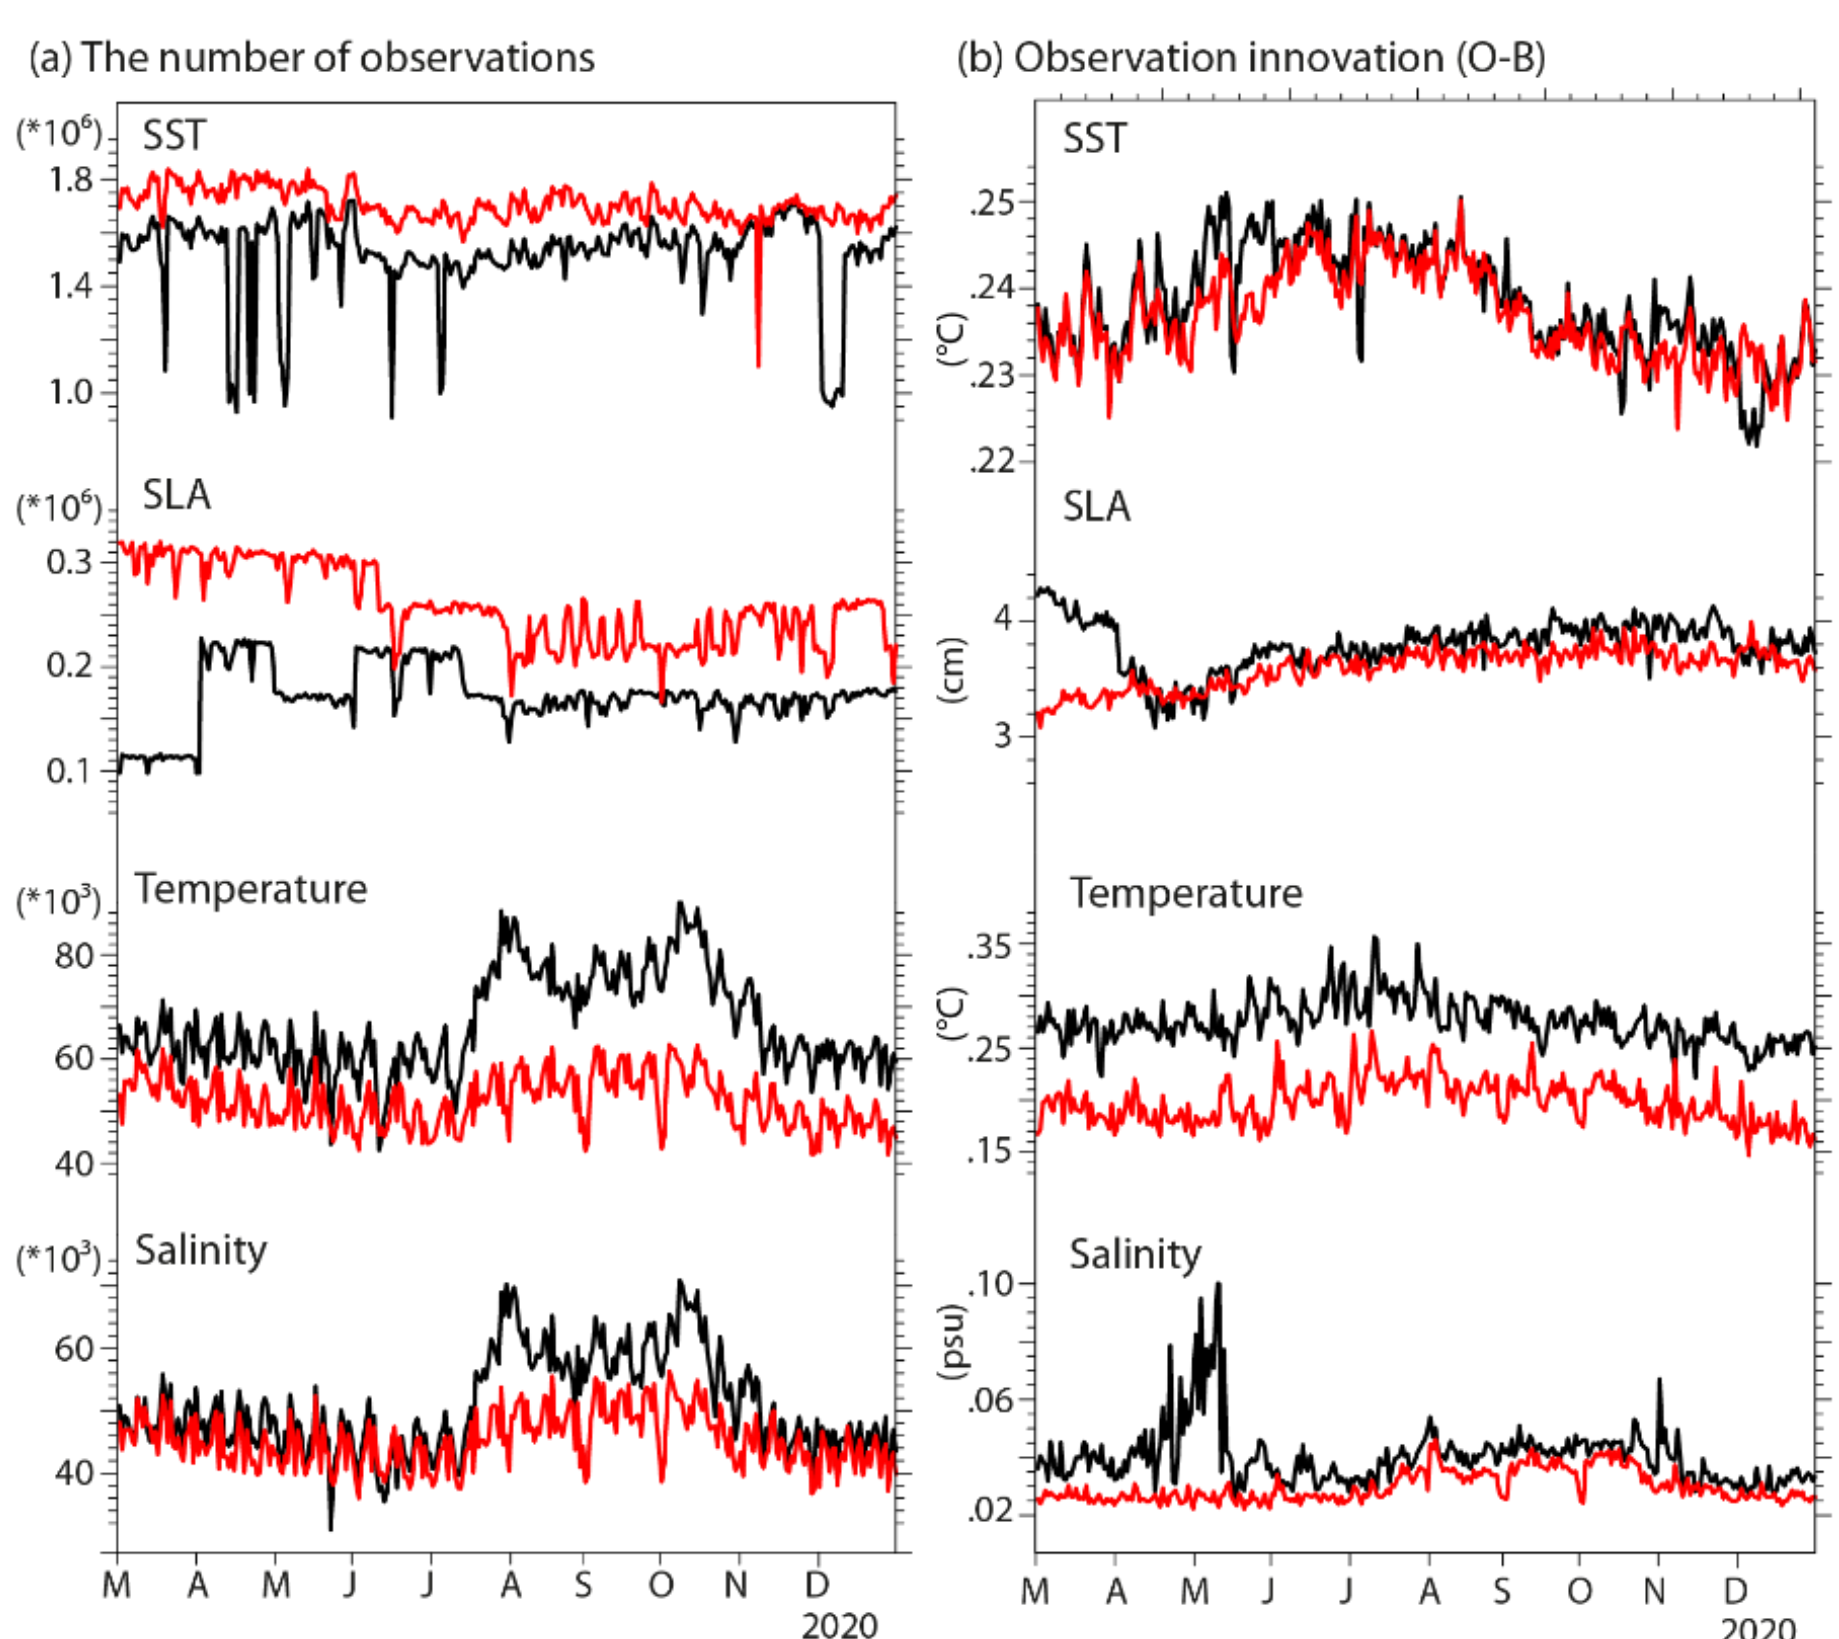 (a) The number of observations
(*10⁶)
SST
1.8
1.4
1.0
(*10⁶)
SLA
0.3
0.2
0.1
(*10³)
Temperature
80
60
40
(*10³)
Salinity
60
40
M A M J J A S O N D
2020
(b) Observation innovation (O-B)
SST
.25
.24
.23
.22
(°C)
SLA
4
3
(cm)
Temperature
.35
.25
.15
(°C)
Salinity
.10
.06
.02
(psu)
M A M J J A S O N D
2020